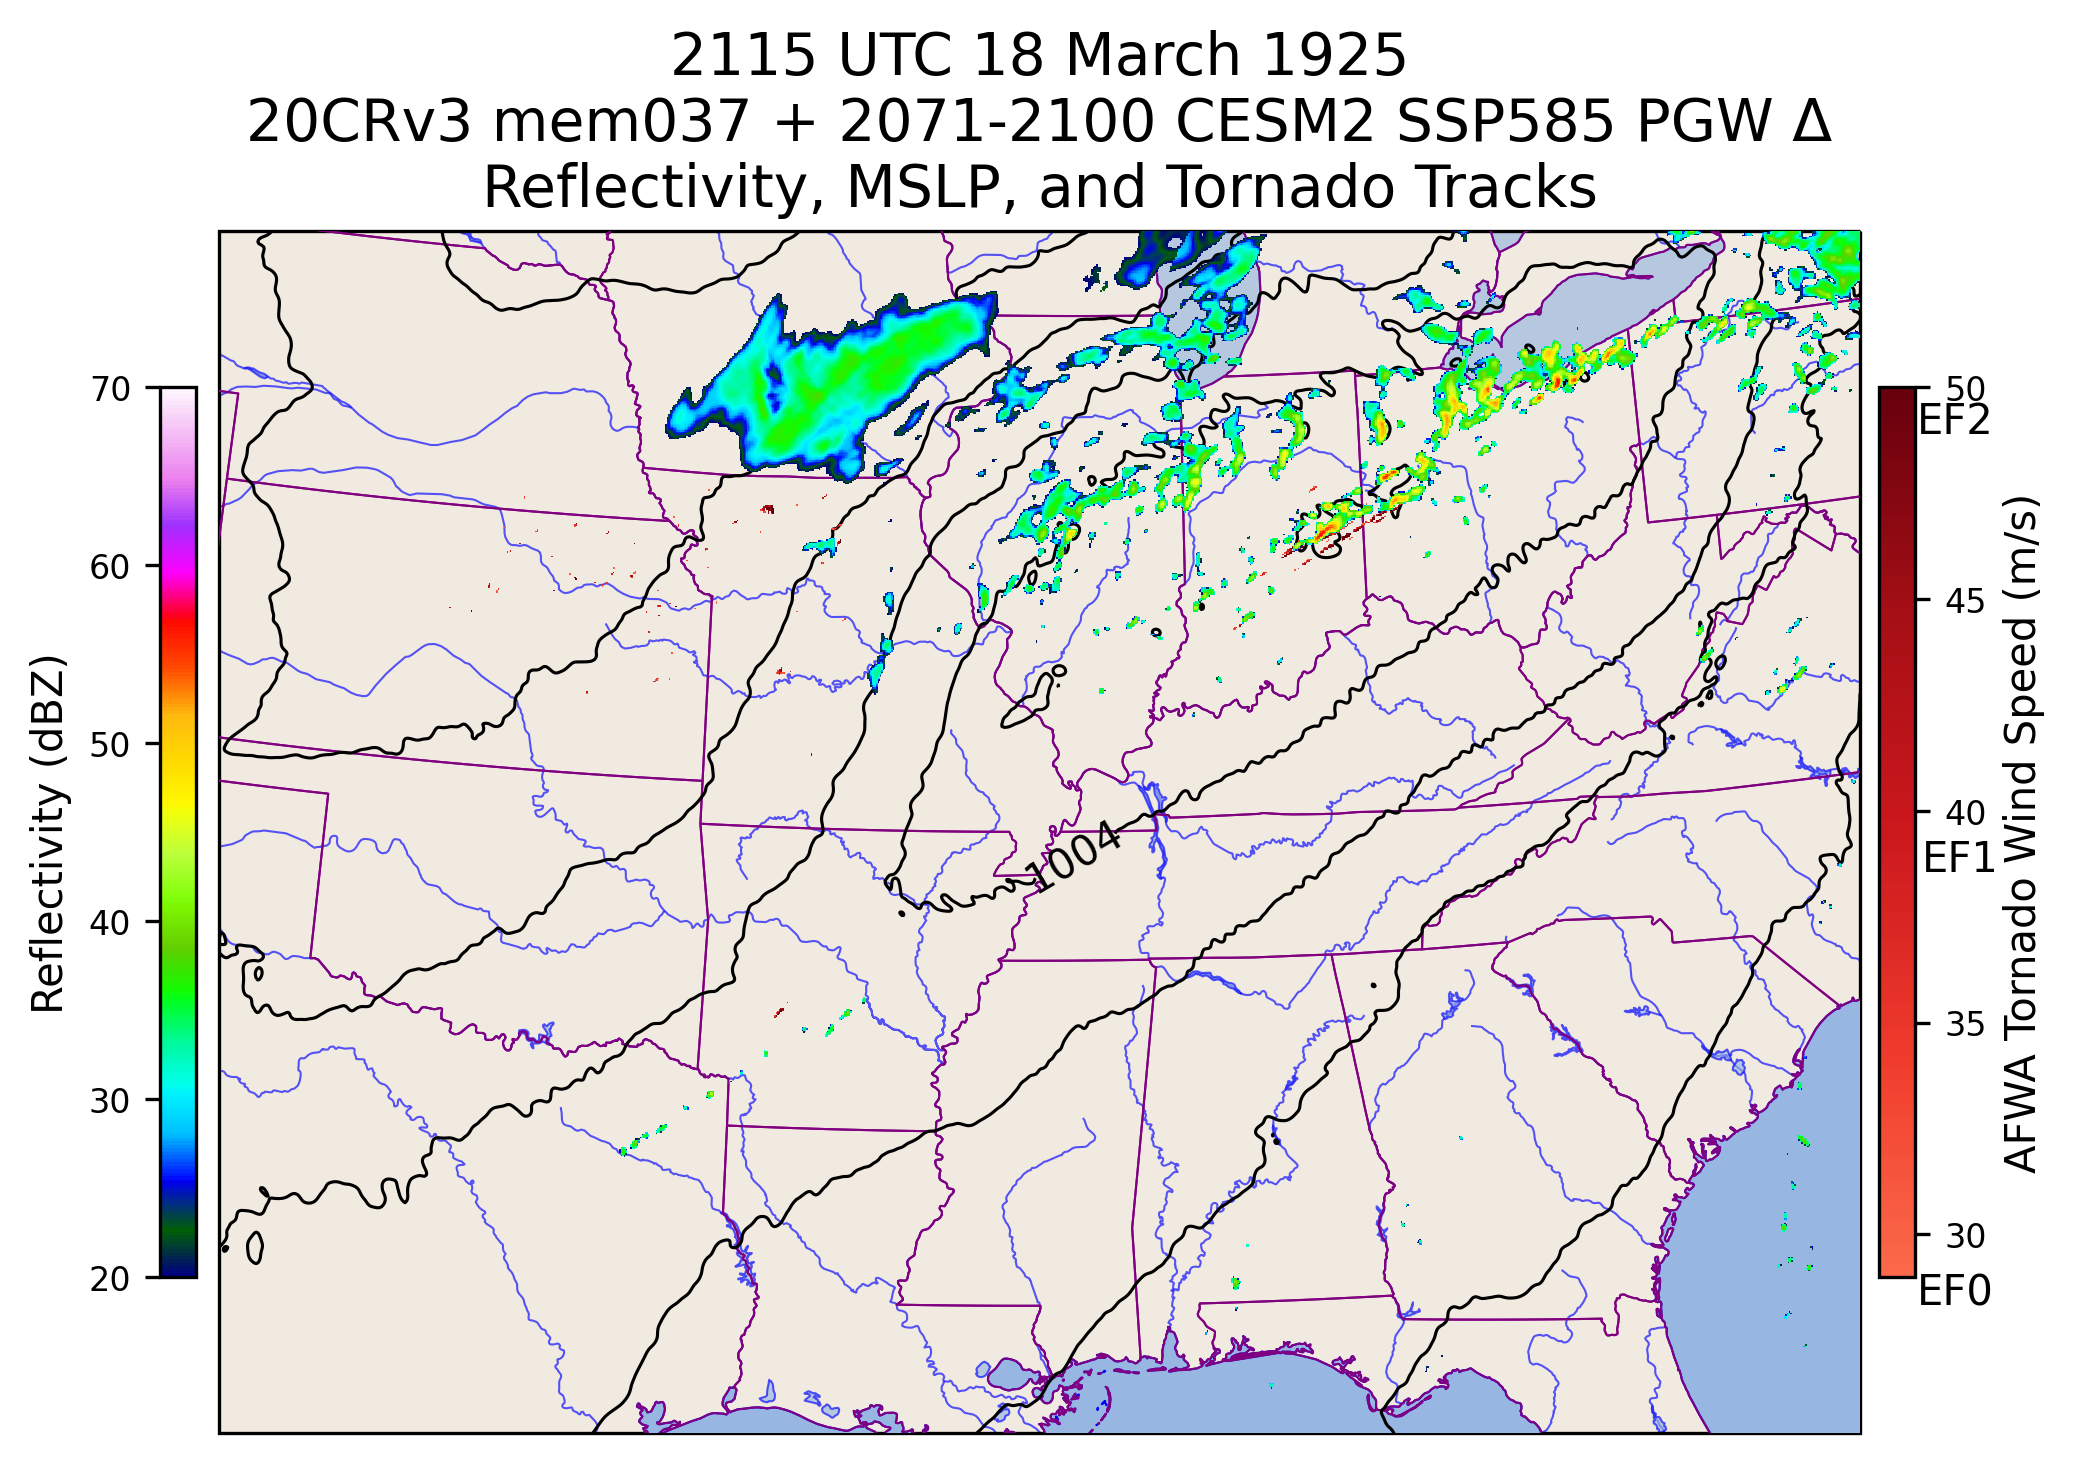 2115 UTC 18 March 1925
20CRv3 mem037 + 2071-2100 CESM2 SSP585 PGW Δ
Reflectivity, MSLP, and Tornado Tracks
70
60
50
40
30
20
Reflectivity (dBZ)
1004
50
EF2
45
40
EF1
35
30
EF0
AFWA Tornado Wind Speed (m/s)